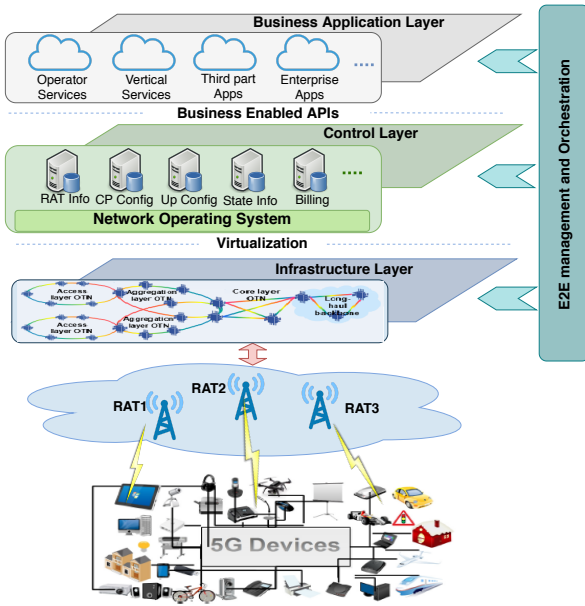 Business Application Layer
Operator Services
Vertical Services
Third part Apps
Enterprise Apps
....
Business Enabled APIs
Control Layer
RAT Info
CP Config
Up Config
State Info
Billing
....
Network Operating System
Virtualization
Infrastructure Layer
Access layer OTN
Aggregation layer OTN
Core layer OTN
Long-haul backbone
Access layer OTN
Aggregation layer OTN
RAT1
RAT2
RAT3
5G Devices
E2E management and Orchestration